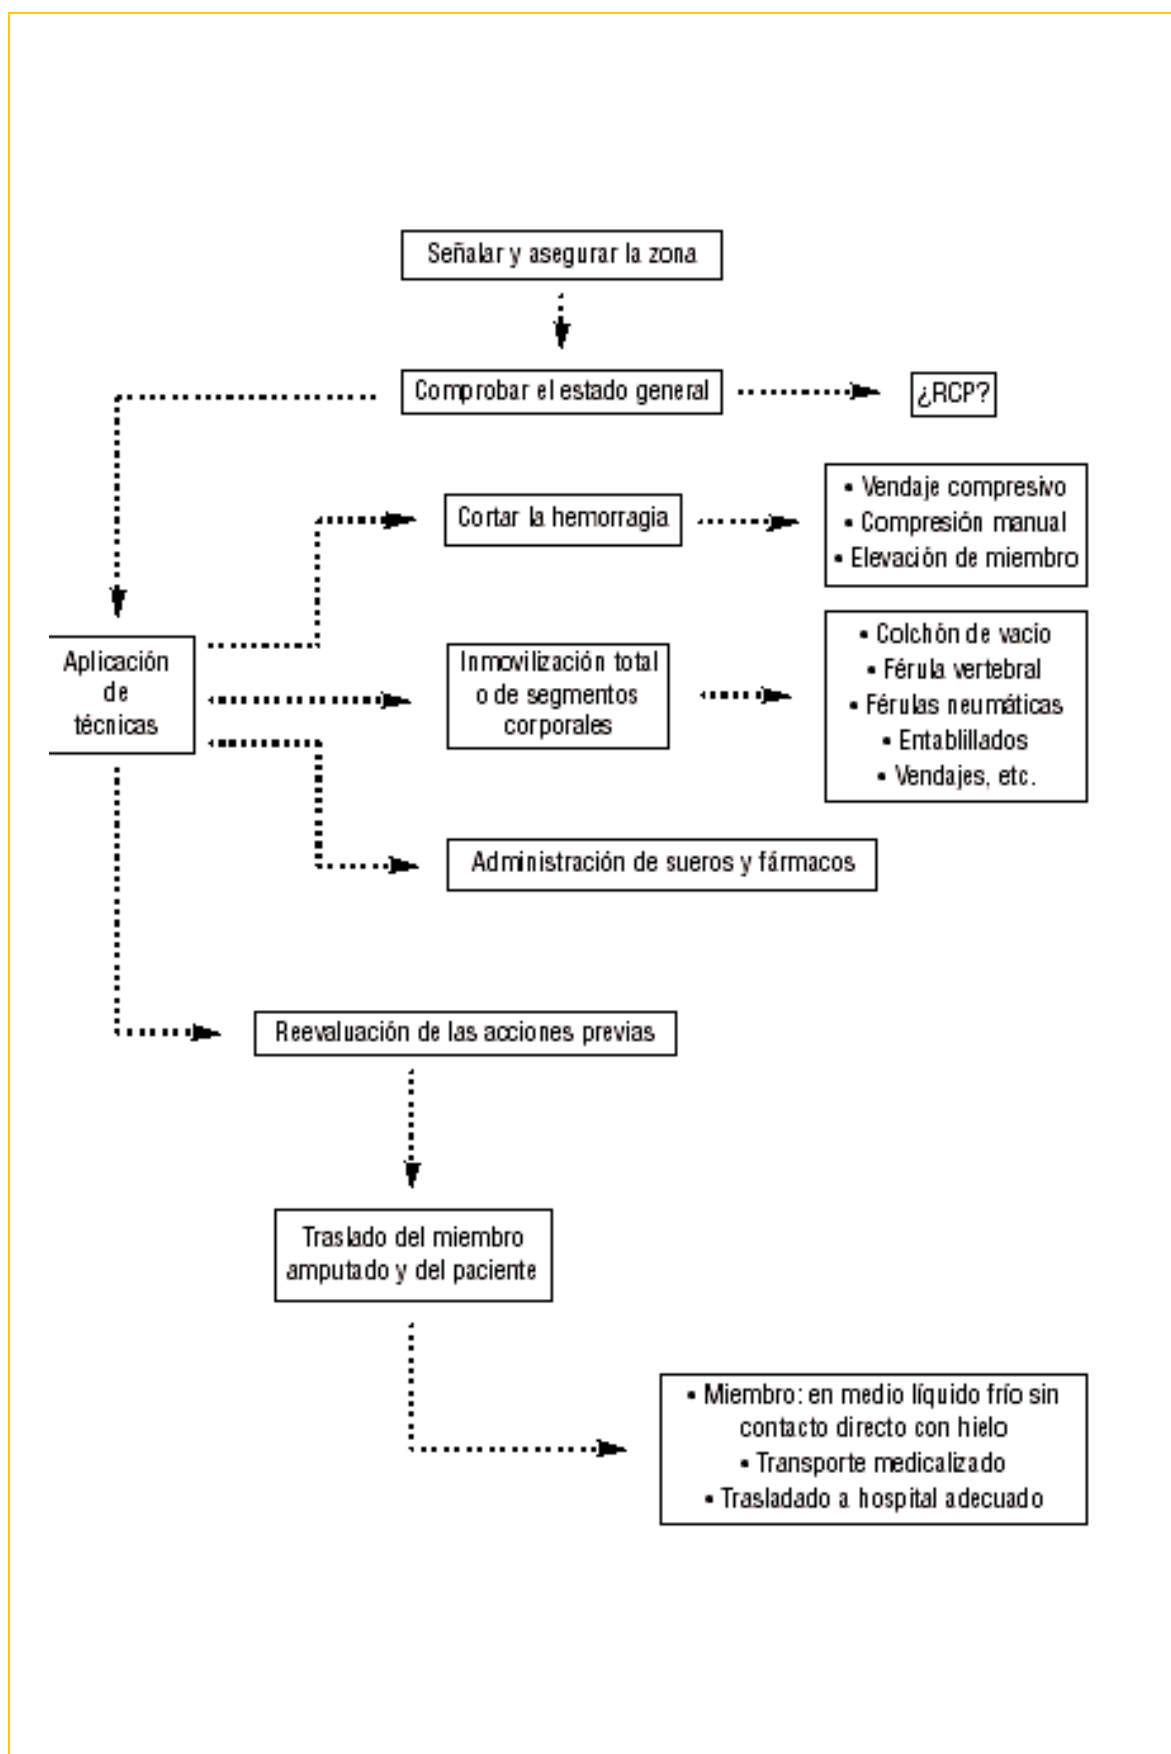 Señalar y asegurar la zona
Comprobar el estado general
¿RCP?
Cortar la hemorragia
• Vendaje compresivo
• Compresión manual
• Elevación de miembro
Aplicación
de
técnicas
Inmovilización total
o de segmentos
corporales
• Colchón de vacío
• Férula vertebral
• Férulas neumáticas
• Entablillados
• Vendajes, etc.
Administración de sueros y fármacos
Reevaluación de las acciones previas
Traslado del miembro
amputado y del paciente
• Miembro: en medio líquido frío sin
contacto directo con hielo
• Transporte medicalizado
• Trasladado a hospital adecuado